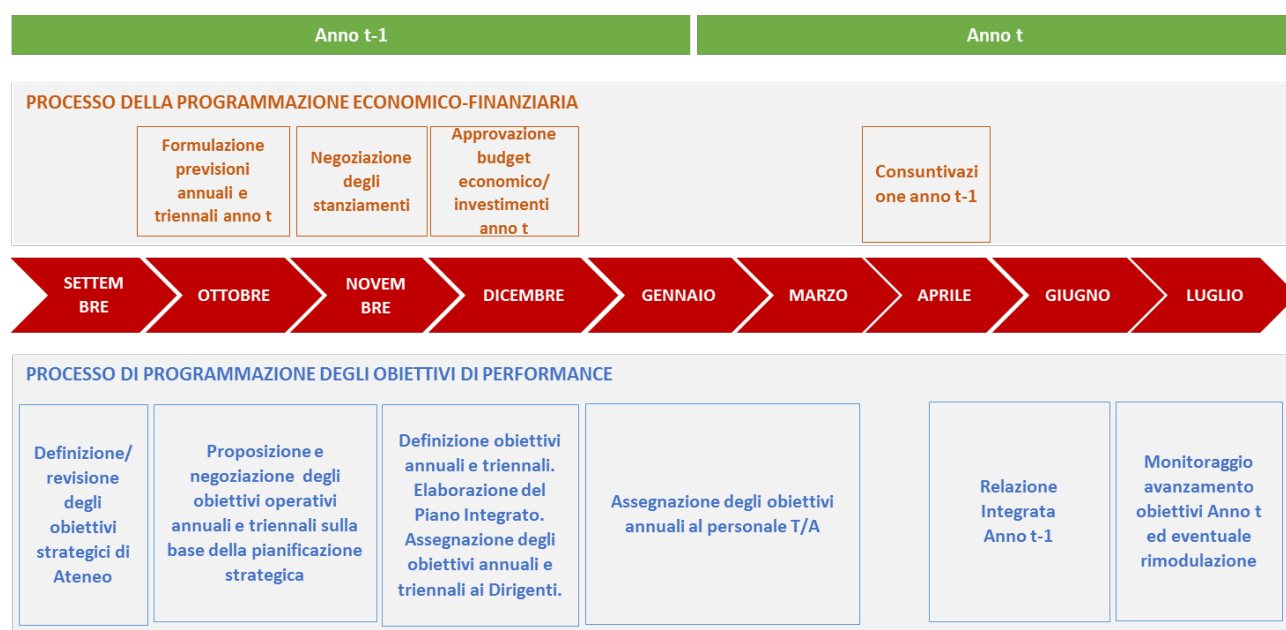 Anno t-1
Anno t
PROCESSO DELLA PROGRAMMAZIONE ECONOMICO-FINANZIARIA
Formulazione
previsioni
annuali e
triennali anno t
Negoziazione
degli
stanziamenti
Approvazione
budget
economico/
investimenti
anno t
Consuntivazi
one anno t-1
SETTEM
BRE
OTTOBRE
NOVEM
BRE
DICEMBRE
GENNAIO
MARZO
APRILE
GIUGNO
LUGLIO
PROCESSO DI PROGRAMMAZIONE DEGLI OBIETTIVI DI PERFORMANCE
Definizione/
revisione
degli
obiettivi
strategici di
Ateneo
Proposizione e
negoziazione degli
obiettivi operativi
annuali e triennali sulla
base della pianificazione
strategica
Definizione obiettivi
annuali e triennali.
Elaborazione del
Piano Integrato.
Assegnazione degli
obiettivi annuali e
triennali ai Dirigenti.
Assegnazione degli obiettivi
annuali al personale T/A
Relazione
Integrata
Anno t-1
Monitoraggio
avanzamento
obiettivi Anno t
ed eventuale
rimodulazione